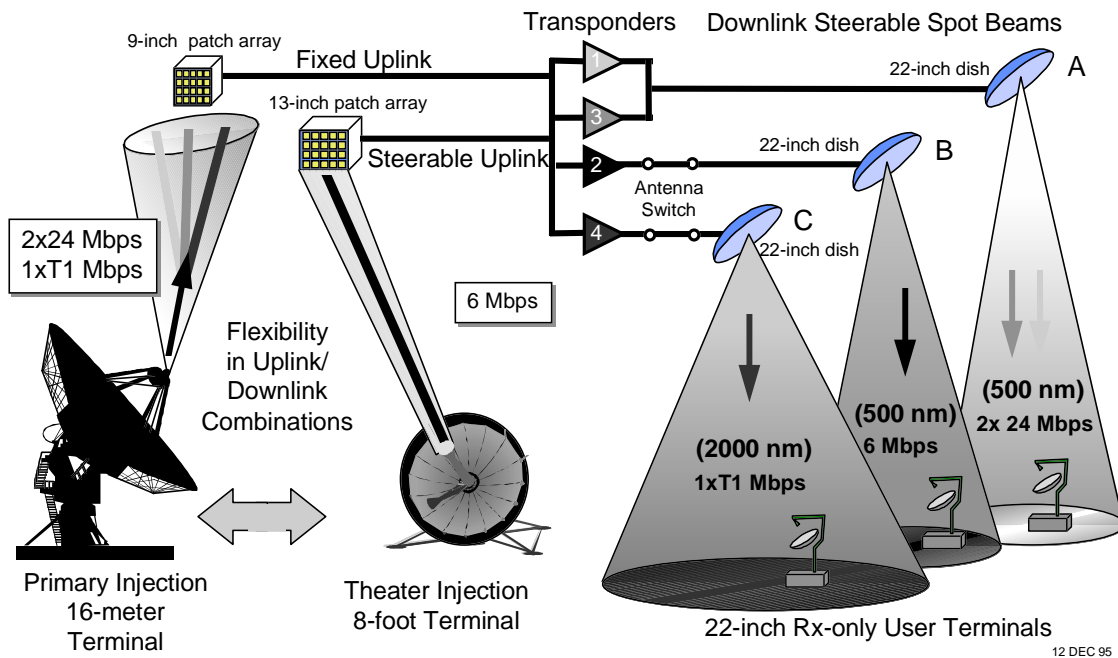 Transponders
Downlink Steerable Spot Beams
9-inch patch array
Fixed Uplink
1
22-inch dish
A
13-inch patch array
3
Steerable Uplink
2
22-inch dish
B
Antenna
Switch
4
C
22-inch dish
2x24 Mbps
1xT1 Mbps
6 Mbps
Flexibility
in Uplink/
Downlink
Combinations
(2000 nm)
1xT1 Mbps
(500 nm)
6 Mbps
(500 nm)
2x 24 Mbps
Primary Injection
16-meter
Terminal
Theater Injection
8-foot Terminal
22-inch Rx-only User Terminals
12 DEC 95